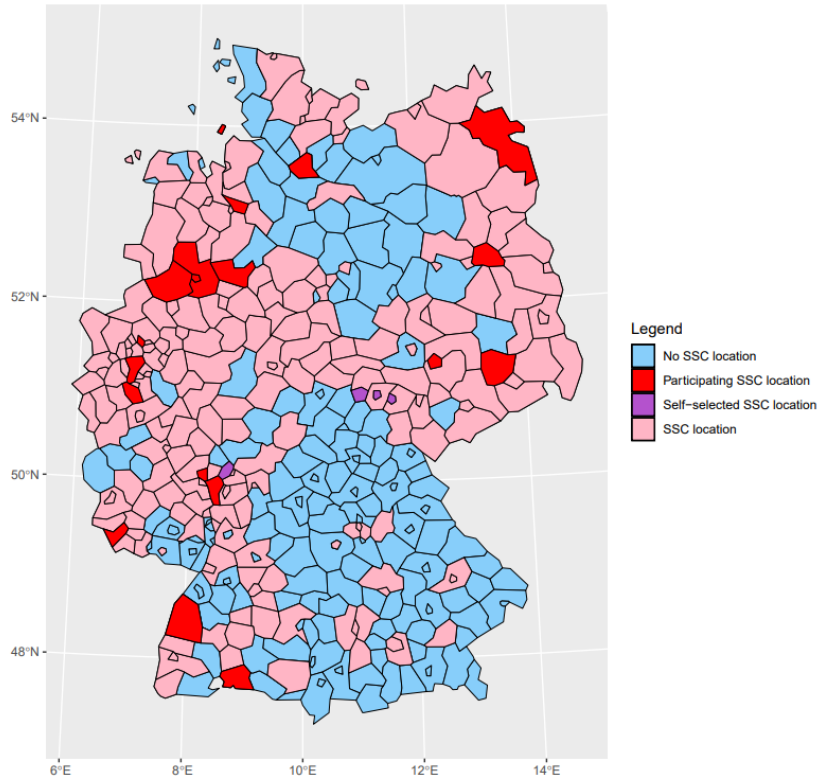 54°N
52°N
50°N
48°N
6°E 8°E 10°E 12°E 14°E
Legend
No SSC location
Participating SSC location
Self−selected SSC location
SSC location